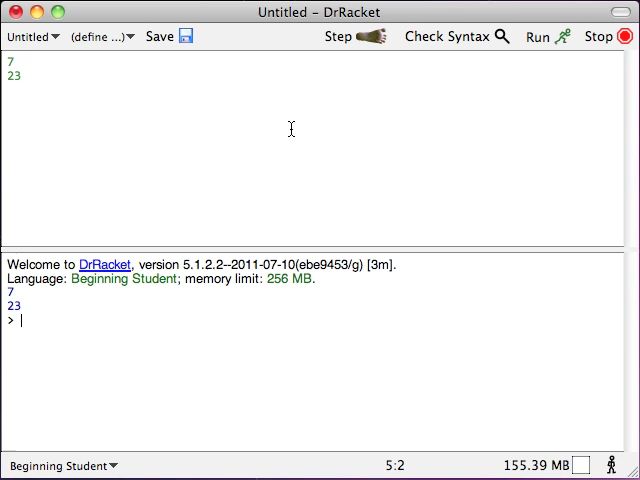 Untitled - DrRacket
Untitled (define ...) Save Step Check Syntax Run Stop
7
23
Welcome to DrRacket, version 5.1.2.2--2011-07-10(ebe9453/g) [3m].
Language: Beginning Student; memory limit: 256 MB.
7
23
>
Beginning Student 5:2 155.39 MB